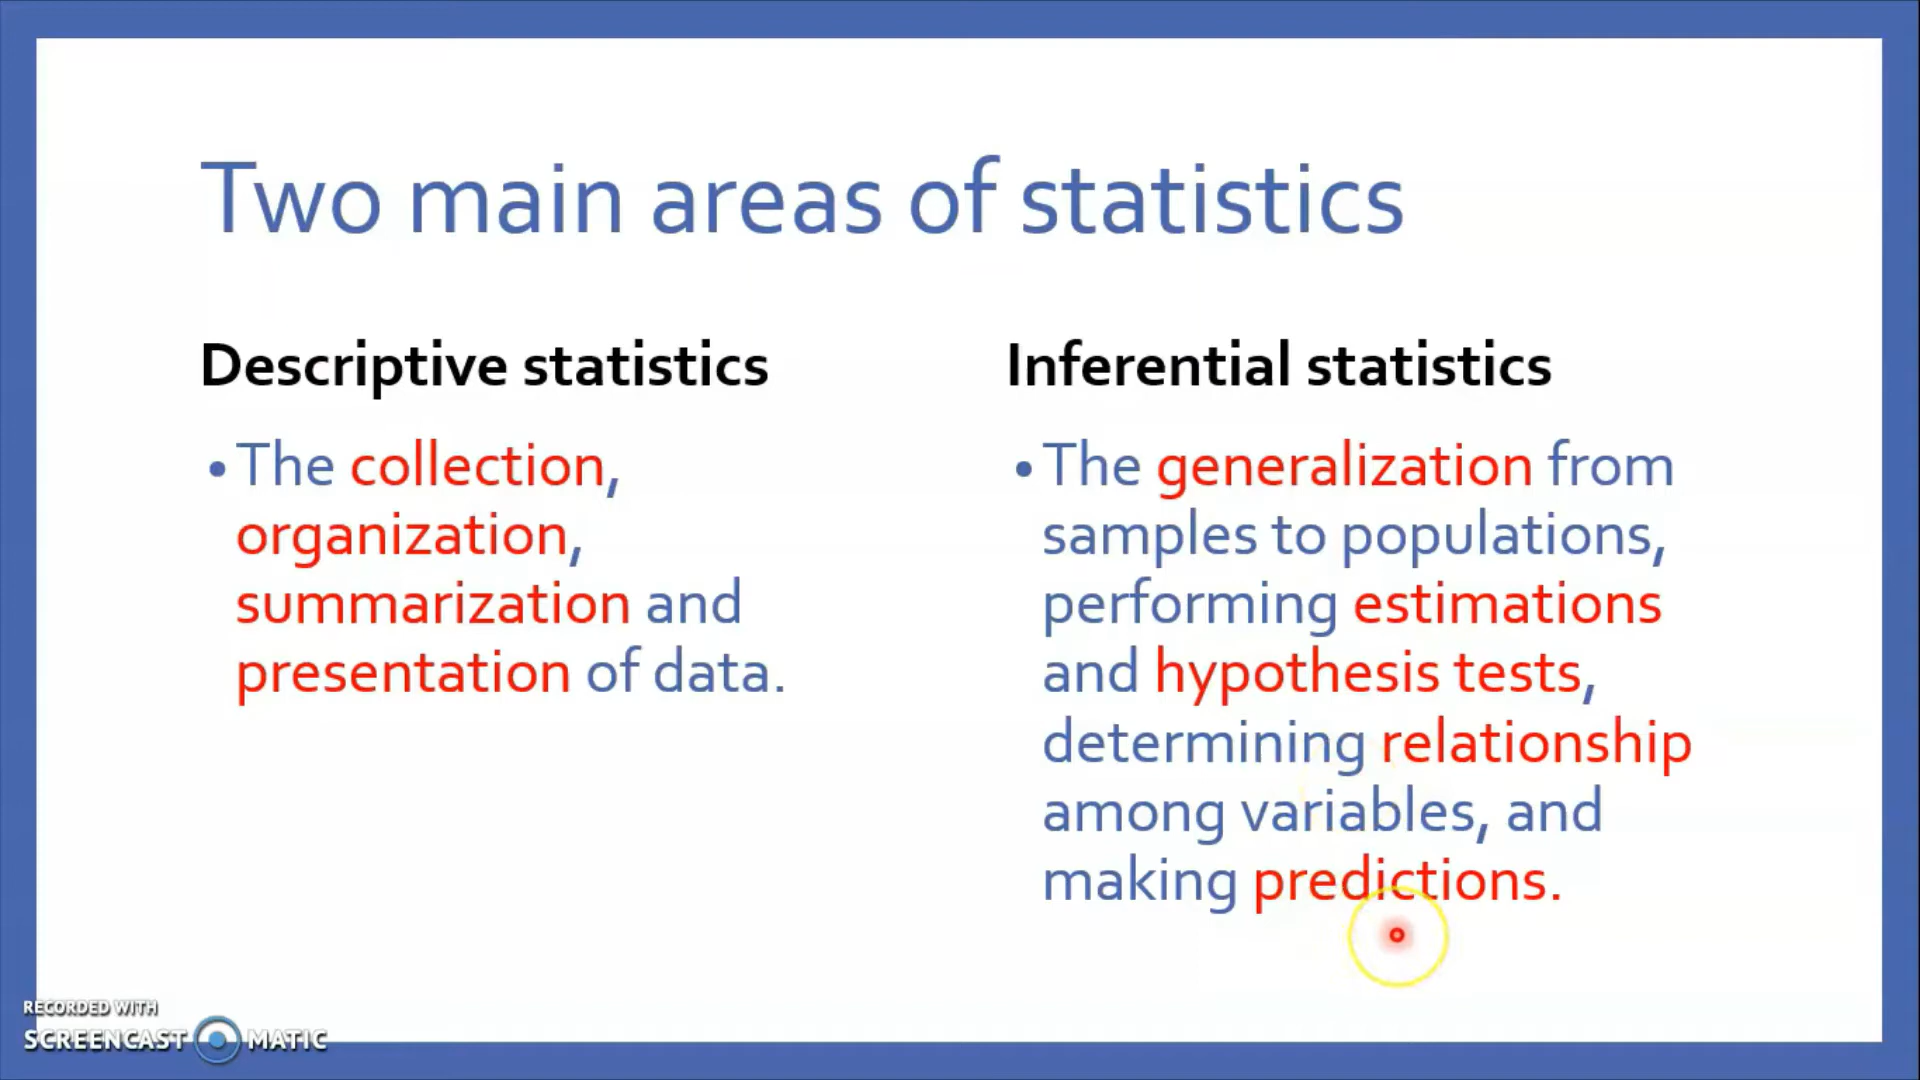 Two main areas of statistics
Descriptive statistics
• The collection,
organization,
summarization and
presentation of data.
Inferential statistics
• The generalization from
samples to populations,
performing estimations
and hypothesis tests,
determining relationship
among variables, and
making predictions.
RECORDED WITH
SCREENCAST MATIC